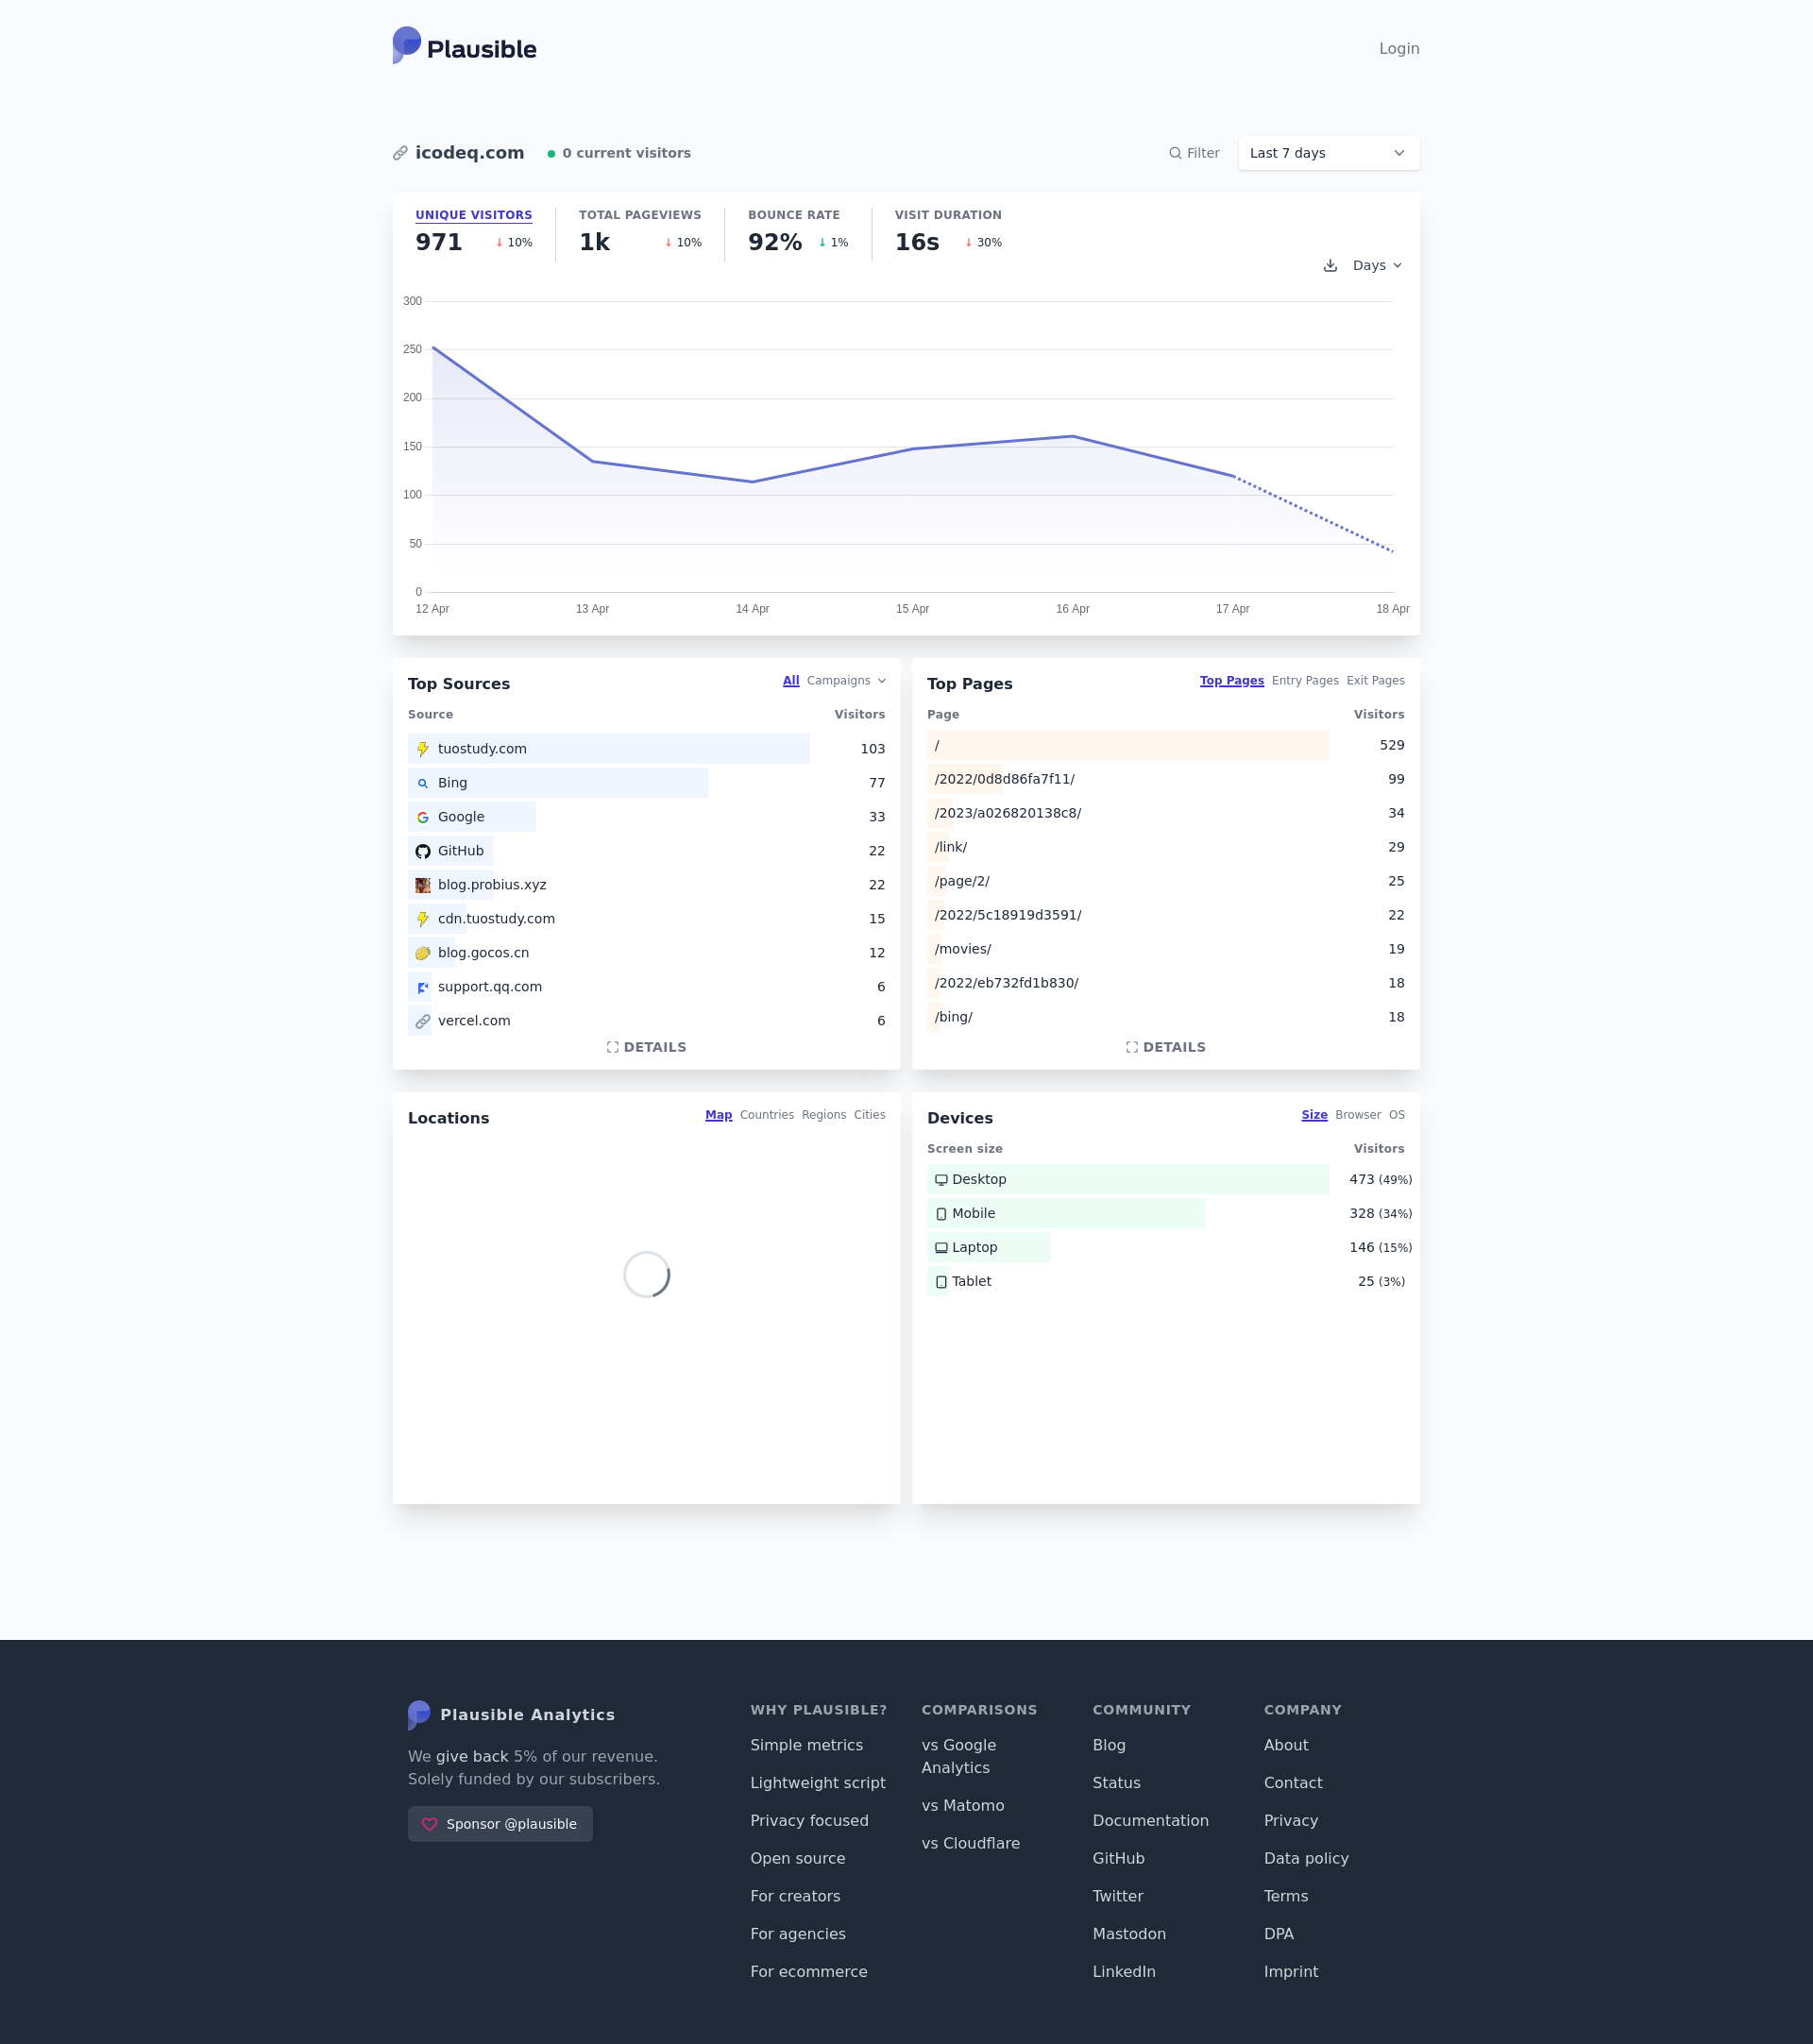 Plausible
Login
icodeq.com
0 current visitors
Filter
Last 7 days
UNIQUE VISITORS
971 ↓ 10%
TOTAL PAGEVIEWS
1k ↓ 10%
BOUNCE RATE
92% ↓ 1%
VISIT DURATION
16s ↓ 30%
Days
300
250
200
150
100
50
0
12 Apr 13 Apr 14 Apr 15 Apr 16 Apr 17 Apr 18 Apr
Top Sources
All Campaigns
Source Visitors
tuostudy.com 103
Bing 77
Google 33
GitHub 22
blog.probius.xyz 22
cdn.tuostudy.com 15
blog.gocos.cn 12
support.qq.com 6
vercel.com 6
DETAILS
Top Pages
Top Pages Entry Pages Exit Pages
Page Visitors
/ 529
/2022/0d8d86fa7f11/ 99
/2023/a026820138c8/ 34
/link/ 29
/page/2/ 25
/2022/5c18919d3591/ 22
/movies/ 19
/2022/eb732fd1b830/ 18
/bing/ 18
DETAILS
Locations
Map Countries Regions Cities
Devices
Size Browser OS
Screen size Visitors
Desktop 473 (49%)
Mobile 328 (34%)
Laptop 146 (15%)
Tablet 25 (3%)
Plausible Analytics
We give back 5% of our revenue.
Solely funded by our subscribers.
Sponsor @plausible
WHY PLAUSIBLE?
Simple metrics
Lightweight script
Privacy focused
Open source
For creators
For agencies
For ecommerce
COMPARISONS
vs Google
Analytics
vs Matomo
vs Cloudflare
COMMUNITY
Blog
Status
Documentation
GitHub
Twitter
Mastodon
LinkedIn
COMPANY
About
Contact
Privacy
Data policy
Terms
DPA
Imprint